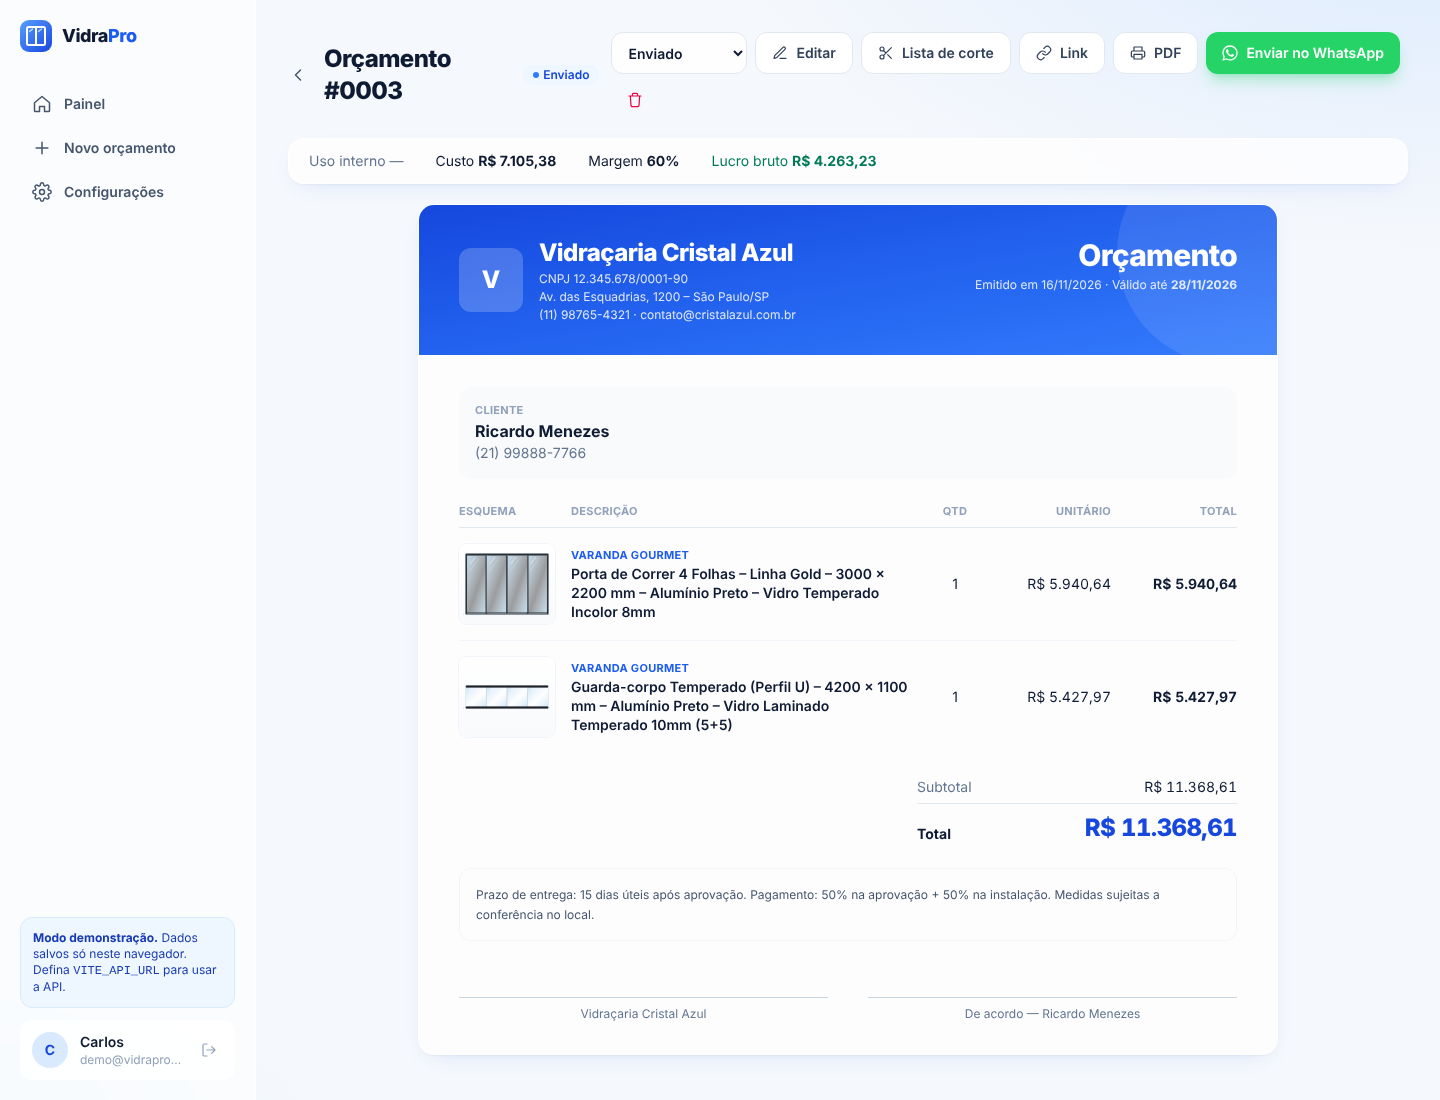 VidraPro
Painel
Novo orçamento
Configurações
Orçamento
#0003
Enviado
Enviado
Editar
Lista de corte
Link
PDF
Enviar no WhatsApp
Uso interno — Custo R$ 7.105,38 Margem 60% Lucro bruto R$ 4.263,23
V
Vidraçaria Cristal Azul
CNPJ 12.345.678/0001-90
Av. das Esquadrias, 1200 – São Paulo/SP
(11) 98765-4321 · contato@cristalazul.com.br
Orçamento
Emitido em 16/11/2026 · Válido até 28/11/2026
CLIENTE
Ricardo Menezes
(21) 99888-7766
ESQUEMA DESCRIÇÃO QTD UNITÁRIO TOTAL
VARANDA GOURMET
Porta de Correr 4 Folhas – Linha Gold – 3000 ×
2200 mm – Alumínio Preto – Vidro Temperado
Incolor 8mm
1 R$ 5.940,64 R$ 5.940,64
VARANDA GOURMET
Guarda-corpo Temperado (Perfil U) – 4200 × 1100
mm – Alumínio Preto – Vidro Laminado
Temperado 10mm (5+5)
1 R$ 5.427,97 R$ 5.427,97
Subtotal R$ 11.368,61
Total R$ 11.368,61
Prazo de entrega: 15 dias úteis após aprovação. Pagamento: 50% na aprovação + 50% na instalação. Medidas sujeitas a
conferência no local.
Vidraçaria Cristal Azul
De acordo — Ricardo Menezes
Modo demonstração. Dados
salvos só neste navegador.
Defina VITE_API_URL para usar
a API.
C
Carlos
demo@vidrapro...